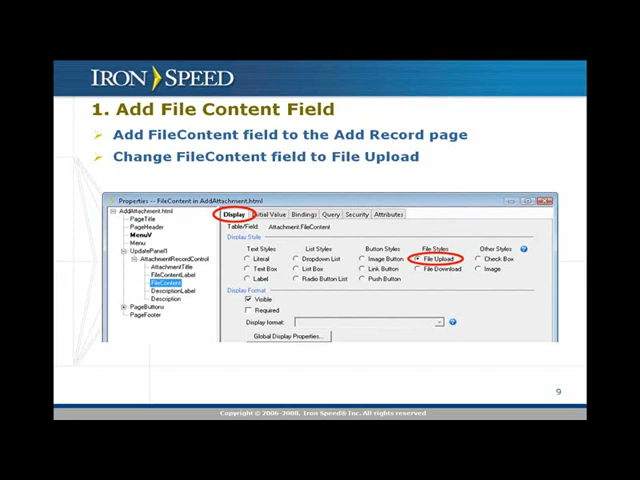 IRON SPEED
1. Add File Content Field
Add FileContent field to the Add Record page
Change FileContent field to File Upload
Properties -- FileContent in AddAttachment.html
AddAttachment.html
PageTitle
PageHeader
MenuV
Menu
UpdatePanel1
AttachmentRecordControl
AttachmentTitle
FileContentLabel
FileContent
DescriptionLabel
Description
PageButtons
PageFooter
Display Initial Value Bindings Query Security Attributes
Table/Field: Attachment.FileContent
Display Style
Text Styles List Styles Button Styles File Styles Other Styles
Literal Dropdown List Image Button File Upload Check Box
Text Box List Box Link Button File Download Image
Label Radio Button List Push Button
Display Format
Visible
Required
Display format:
Global Display Properties...
9
Copyright © 2006-2008. Iron Speed® Inc. All rights reserved